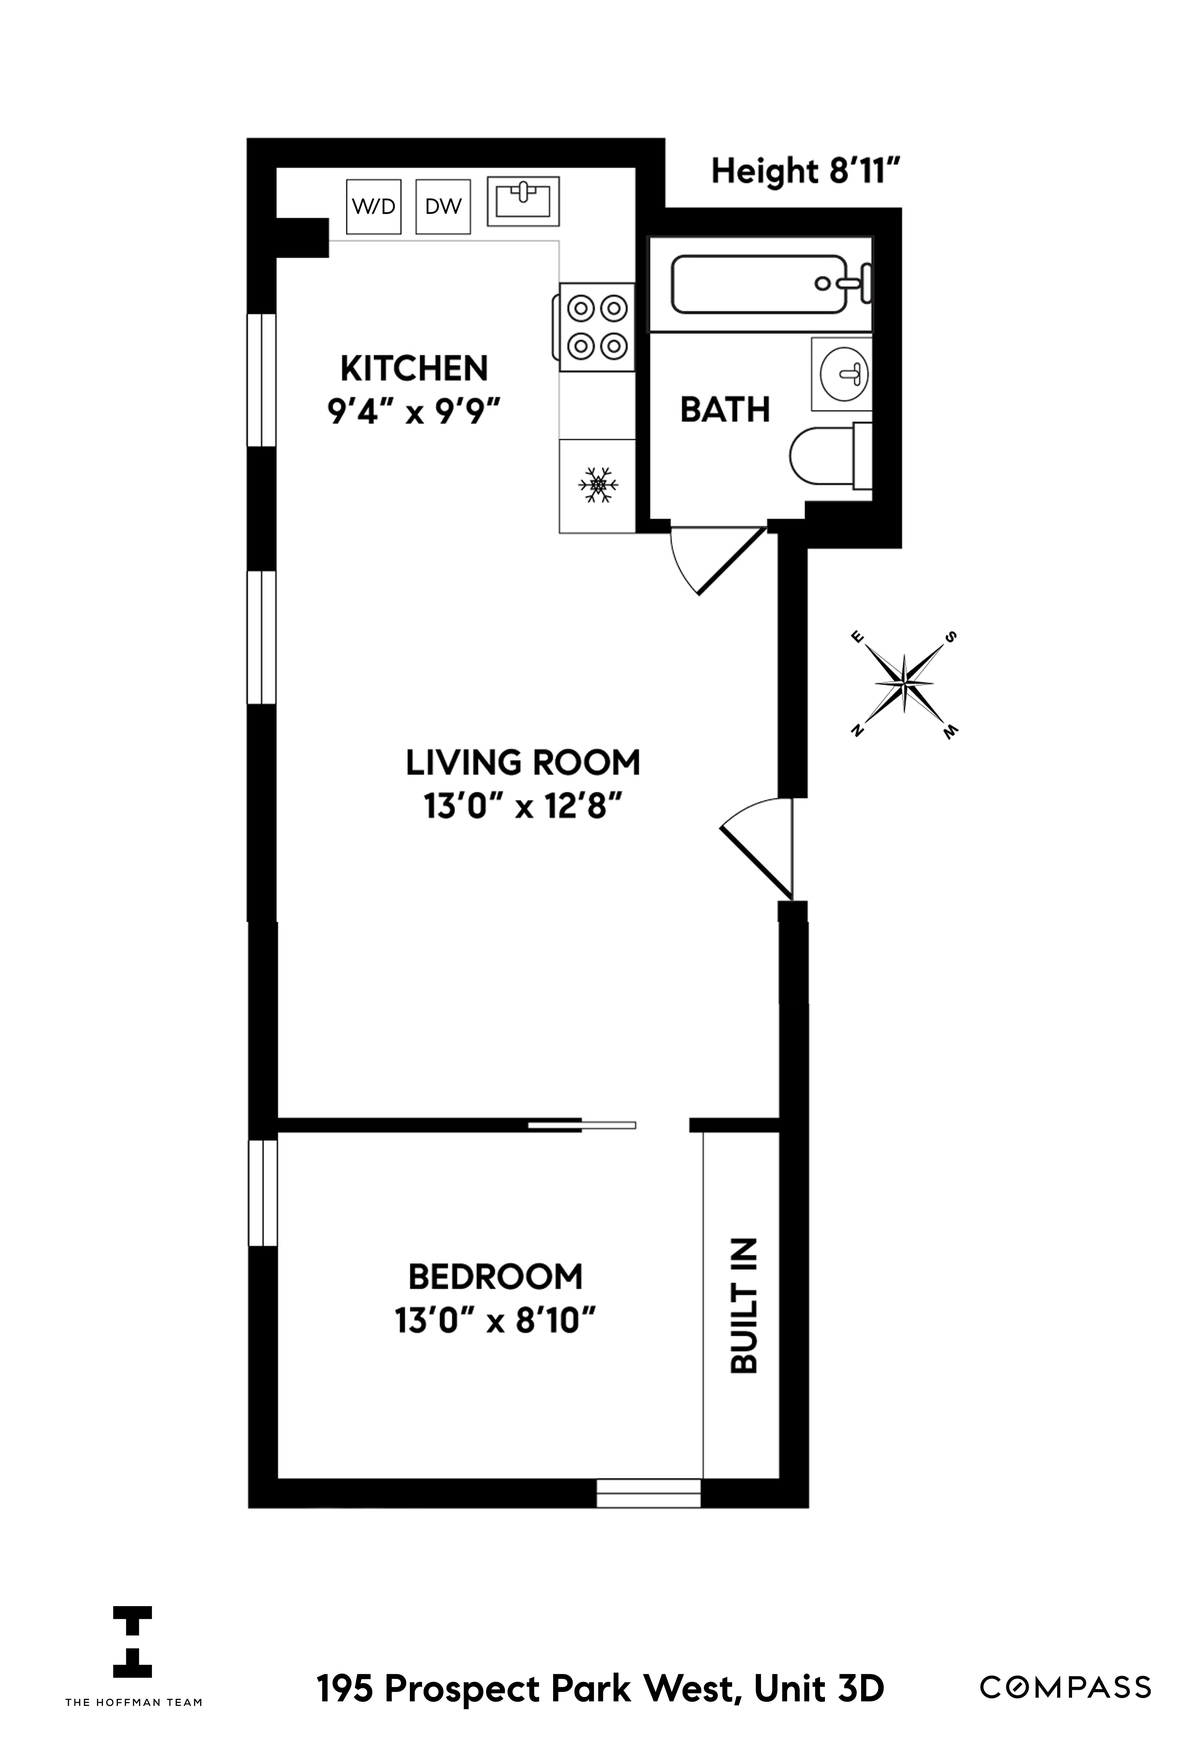 Height 8’11”
W/D
DW
KITCHEN
9’4” x 9’9”
BATH
E
S
N
W
LIVING ROOM
13’0” x 12’8”
BEDROOM
13’0” x 8’10”
BUILT IN
THE HOFFMAN TEAM
195 Prospect Park West, Unit 3D
COMPASS